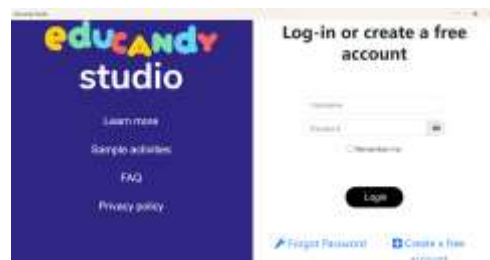 educandy
studio
Learn more
Sample activities
FAQ
Privacy policy
Log-in or create a free
account
Username
Password
Remember me
Login
Forgot Password
Create a free
account